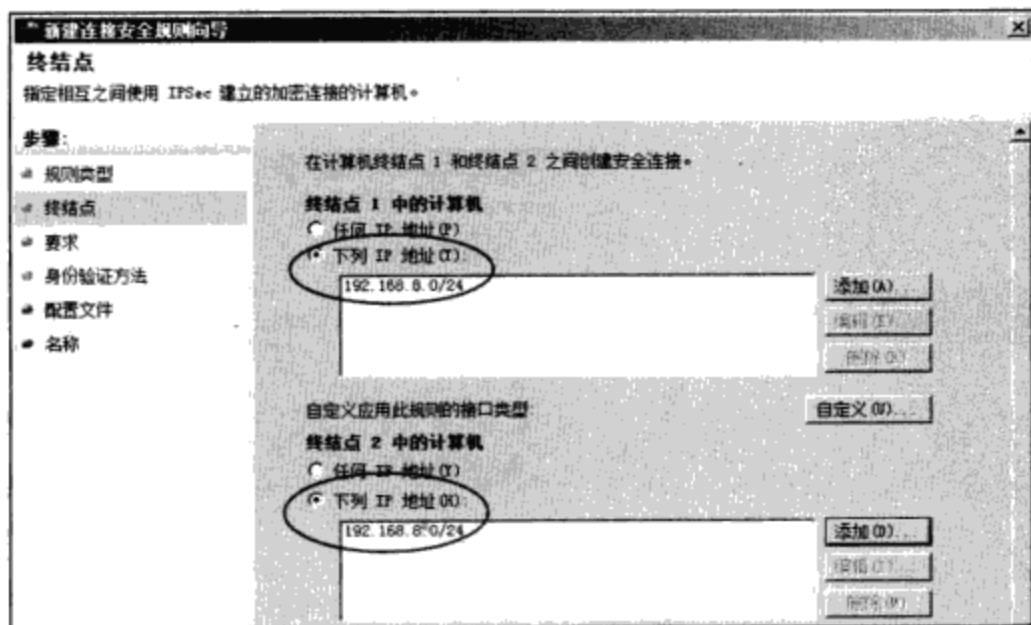 新建连接安全规则向导
终结点
指定相互之间使用 IPSec 建立的加密连接的计算机。
步骤:
规则类型
终结点
要求
身份验证方法
配置文件
名称
在计算机终结点 1 和终结点 2 之间创建安全连接。
终结点 1 中的计算机
任何 IP 地址(P)
下列 IP 地址(T):
192.168.8.0/24
添加(A)...
编辑(E)...
删除(R)
自定义应用此规则的接口类型:
自定义(U)...
终结点 2 中的计算机
任何 IP 地址(Y)
下列 IP 地址(H):
192.168.8.0/24
添加(D)...
编辑(I)...
删除(M)